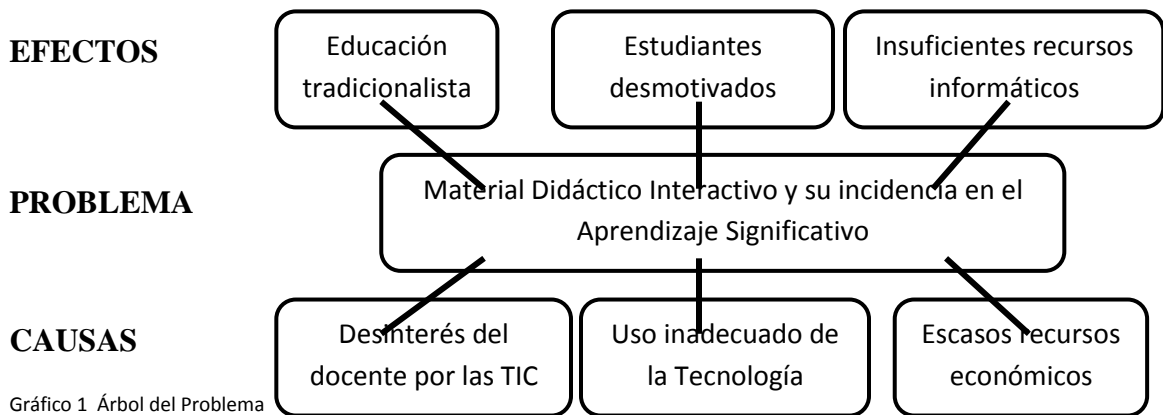 EFECTOS
Educación
tradicionalista
Estudiantes
desmotivados
Insuficientes recursos
informáticos
PROBLEMA
Material Didáctico Interactivo y su incidencia en el
Aprendizaje Significativo
CAUSAS
Desinterés del
docente por las TIC
Uso inadecuado de
la Tecnología
Escasos recursos
económicos
Gráfico 1 Árbol del Problema